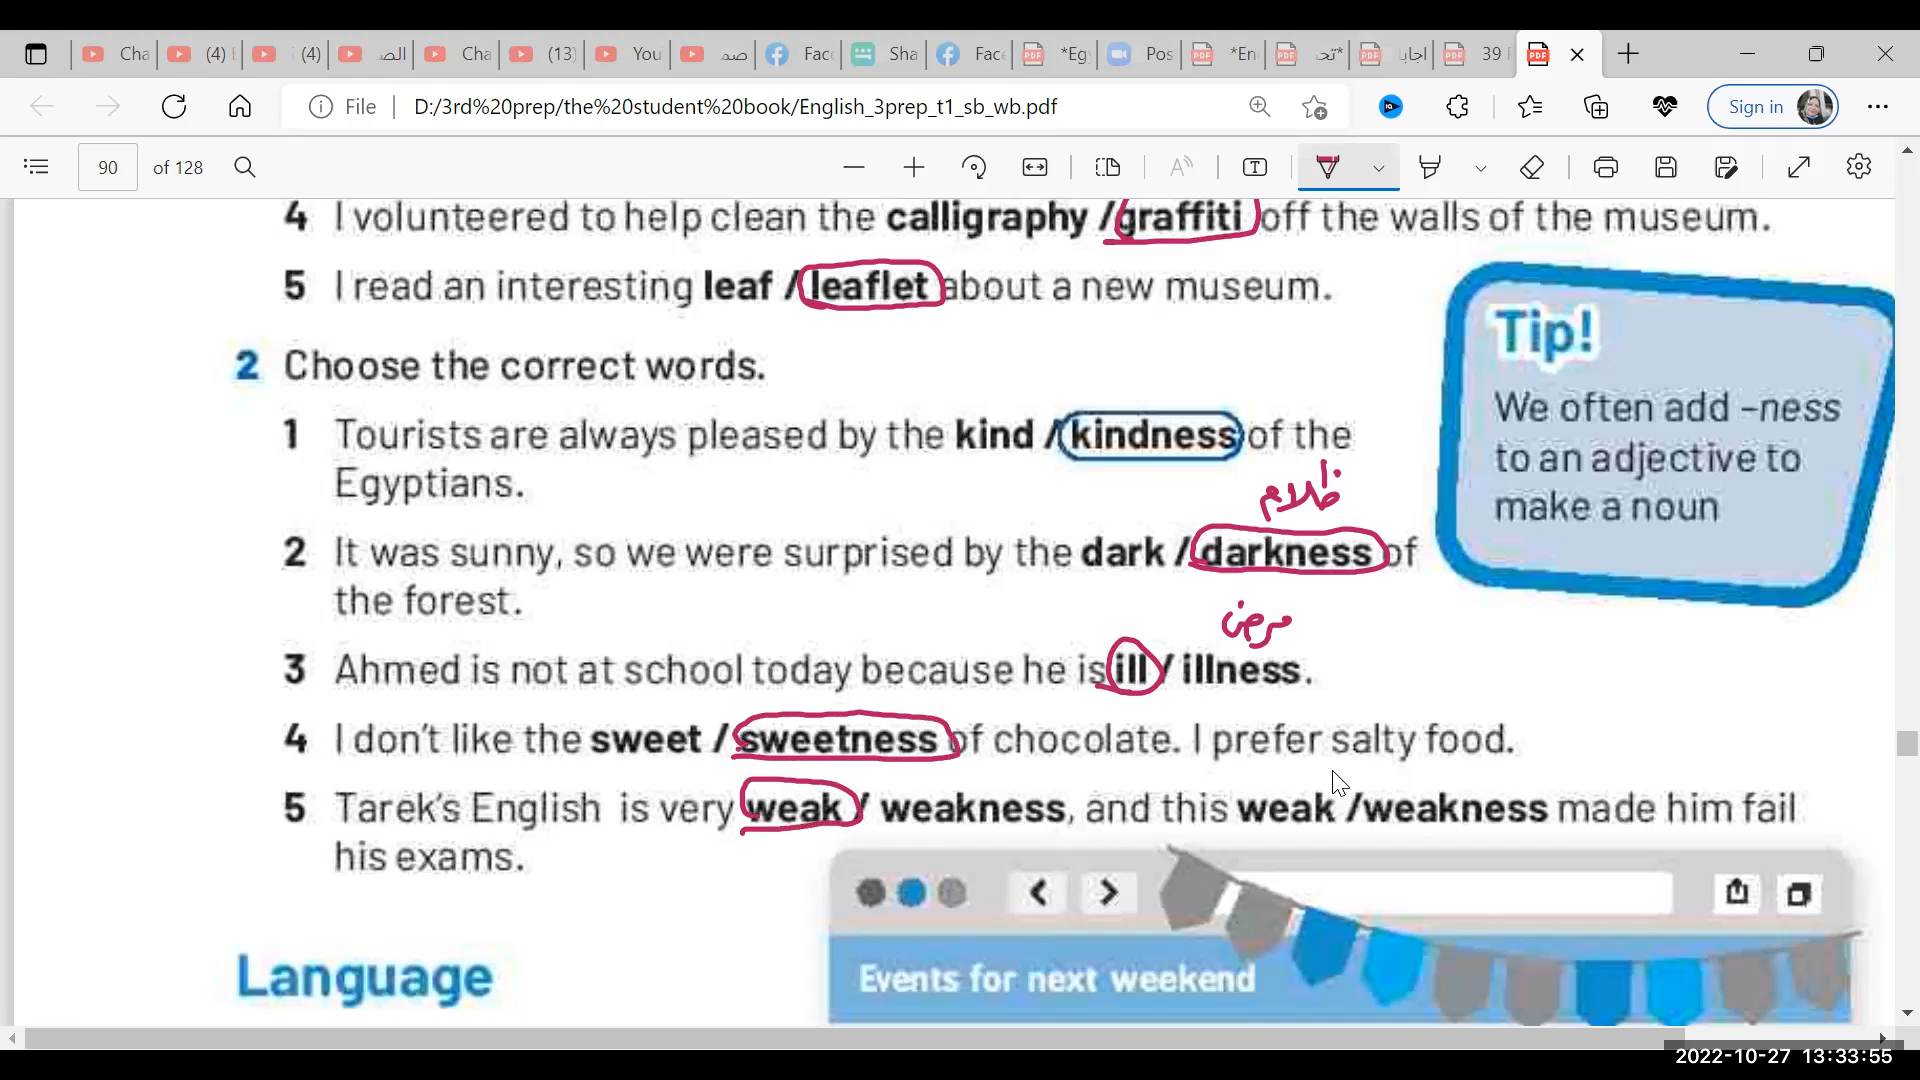 Cha
(4)
(4)
الصـ
Cha
(13)
You
صم
Face
Sha
Face
*Eg
Pos
*En
*تحـ
اجابـ
39
File
D:/3rd%20prep/the%20student%20book/English_3prep_t1_sb_wb.pdf
Sign in
90 of 128
4 I volunteered to help clean the calligraphy / graffiti off the walls of the museum.
5 I read an interesting leaf / leaflet about a new museum.
Tip!
We often add –ness
to an adjective to
make a noun
2 Choose the correct words.
1 Tourists are always pleased by the kind / kindness of the
Egyptians.
ظلام
2 It was sunny, so we were surprised by the dark / darkness of
the forest.
مرض
3 Ahmed is not at school today because he is ill / illness.
4 I don't like the sweet / sweetness of chocolate. I prefer salty food.
5 Tarek's English is very weak / weakness, and this weak /weakness made him fail
his exams.
Language
Events for next weekend
2022-10-27 13:33:55